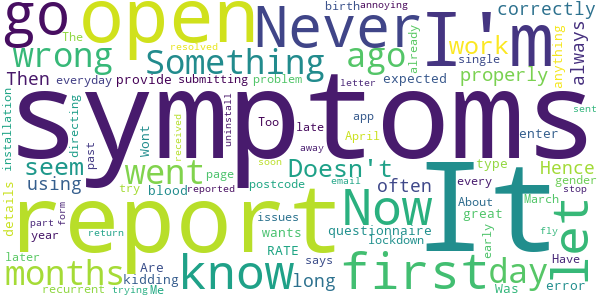 go open Never I'm birth annoying correctly
The resolved already single anything
wrong Something ago work always
Then everyday provide submitting problem expected properly
symptoms
installation directing past Wont letter uninstall Too late app April away enter sent
seem went received Doesn't often type Hence
details using try blood page postcode every gender
report Now It let
questionnaire About great March stop
year part form reported email issues wants lockdown early Have fly
months know RATE says first day
later Are kidding long Was error
recurrent return trying Me soon